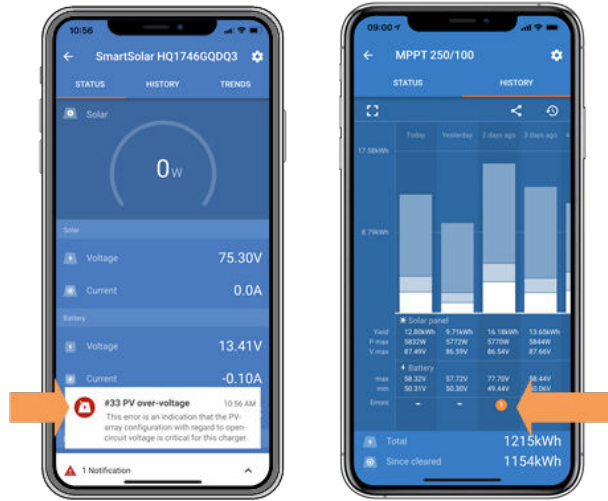 10:56
SmartSolar HQ1746GQDQ3
STATUS HISTORY TRENDS
Solar
0W
Solar
Voltage 75.30V
Current 0.0A
Battery
Voltage 13.41V
Current -0.10A
#33 PV over-voltage 10:56 AM
This error is an indication that the PV-
array configuration with regard to open-
circuit voltage is critical for this charger.
1 Notification
09:00
MPPT 250/100
STATUS HISTORY
Today Yesterday 2 days ago 3 days ago
17.58kWh
8.79kWh
Solar panel
Yield 12.80kWh 9.71kWh 16.18kWh 13.65kWh
P max 5832W 5772W 5770W 5844W
V max 87.49V 86.59V 86.54V 87.66V
Battery
max 58.32V 57.72V 77.70V 58.44V
min 50.31V 50.30V 49.44V
Errors – – 1
Total 1215kWh
Since cleared 1154kWh